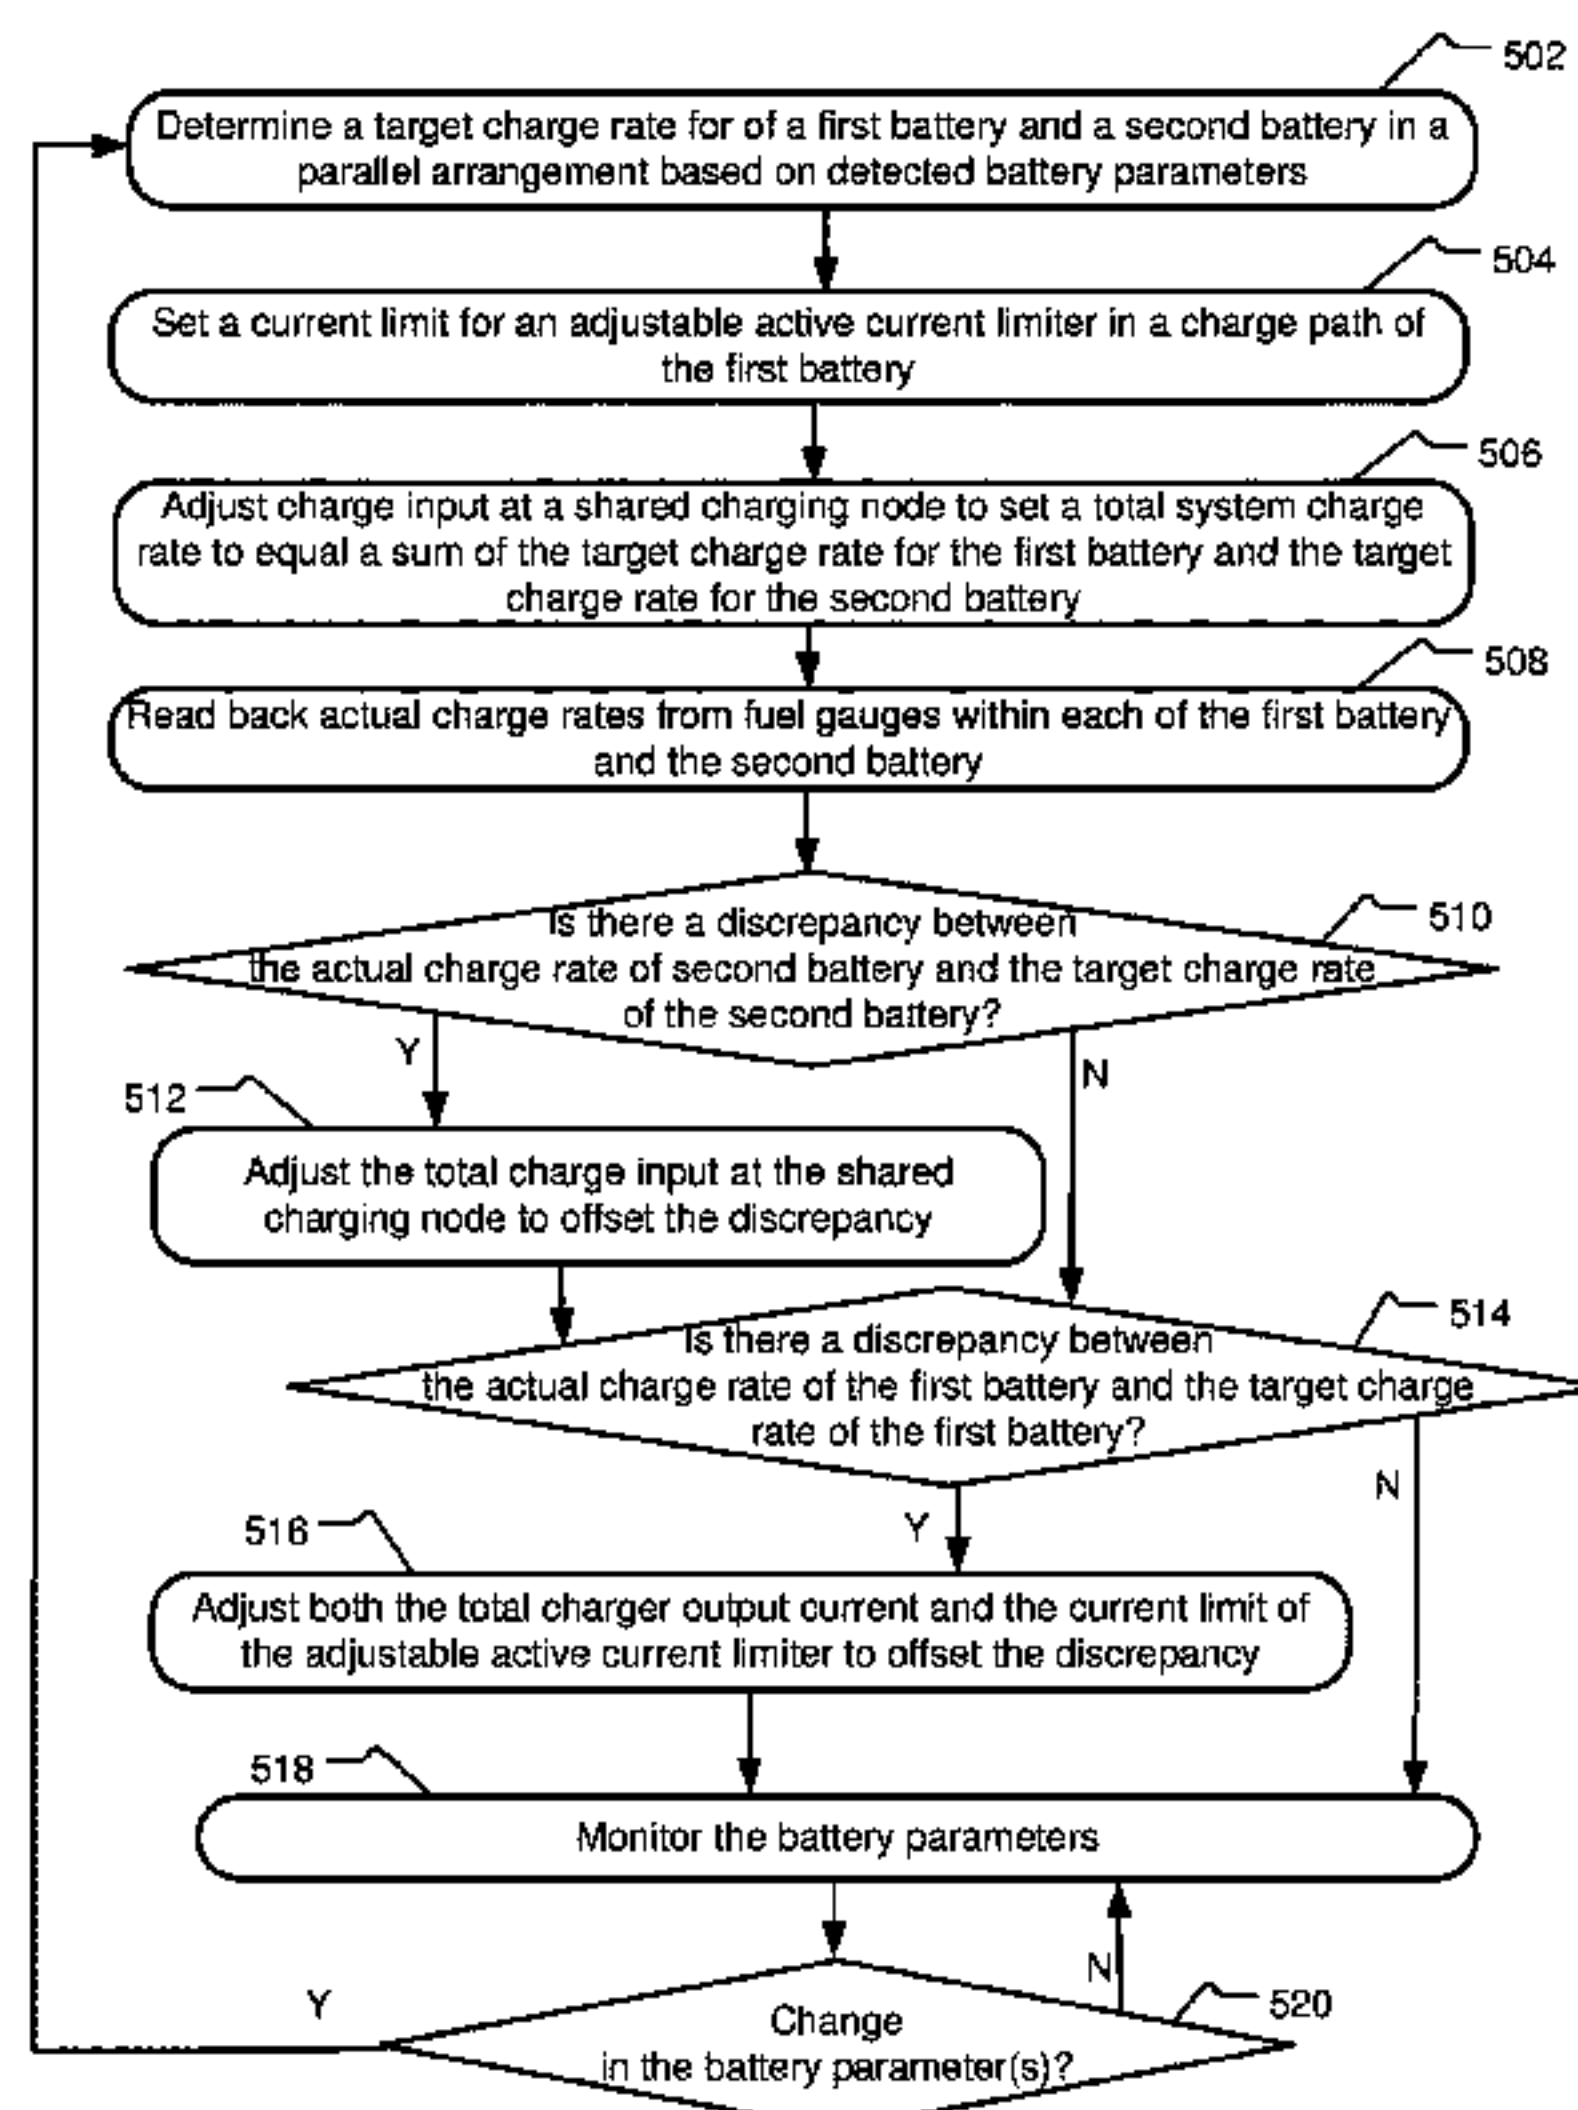 502
Determine a target charge rate for of a first battery and a second battery in a
parallel arrangement based on detected battery parameters
504
Set a current limit for an adjustable active current limiter in a charge path of
the first battery
506
Adjust charge input at a shared charging node to set a total system charge
rate to equal a sum of the target charge rate for the first battery and the target
charge rate for the second battery
508
Read back actual charge rates from fuel gauges within each of the first battery
and the second battery
510
Is there a discrepancy between
the actual charge rate of second battery and the target charge rate
of the second battery?
Y
N
512
Adjust the total charge input at the shared
charging node to offset the discrepancy
514
Is there a discrepancy between
the actual charge rate of the first battery and the target charge
rate of the first battery?
N
Y
516
Adjust both the total charger output current and the current limit of
the adjustable active current limiter to offset the discrepancy
518
Monitor the battery parameters
N
Y
520
Change
in the battery parameter(s)?